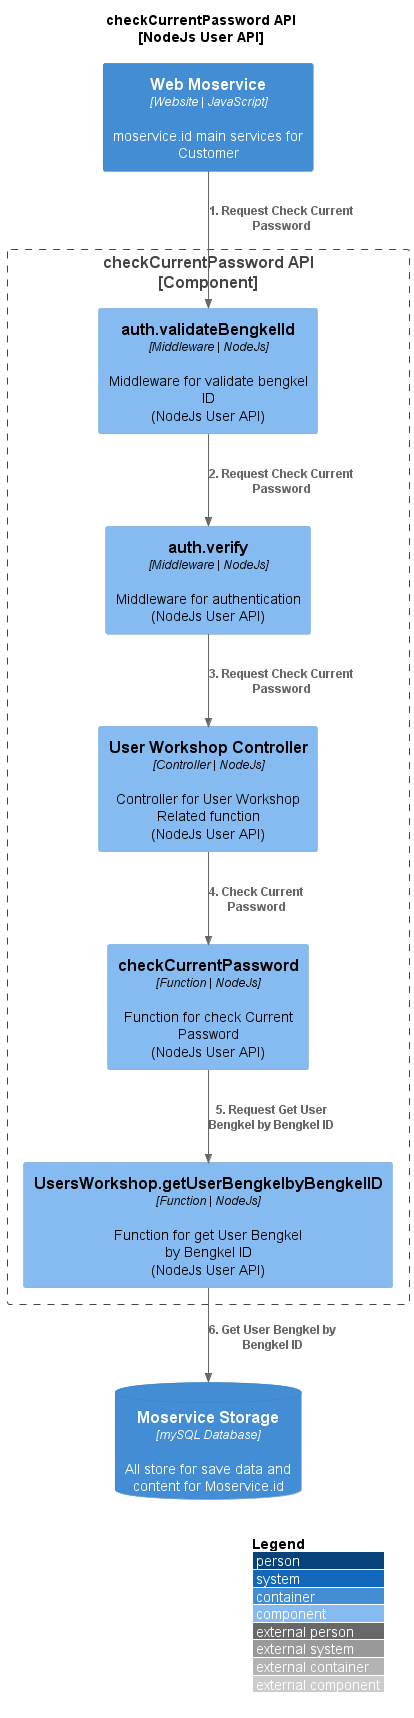 checkCurrentPassword API
[NodeJs User API]
Web Moservice
[Website | JavaScript]
moservice.id main services for
Customer
1. Request Check Current
Password
checkCurrentPassword API
[Component]
auth.validateBengkelId
[Middleware | NodeJs]
Middleware for validate bengkel
ID
(NodeJs User API)
2. Request Check Current
Password
auth.verify
[Middleware | NodeJs]
Middleware for authentication
(NodeJs User API)
3. Request Check Current
Password
User Workshop Controller
[Controller | NodeJs]
Controller for User Workshop
Related function
(NodeJs User API)
4. Check Current
Password
checkCurrentPassword
[Function | NodeJs]
Function for check Current
Password
(NodeJs User API)
5. Request Get User
Bengkel by Bengkel ID
UsersWorkshop.getUserBengkelbyBengkelID
[Function | NodeJs]
Function for get User Bengkel
by Bengkel ID
(NodeJs User API)
6. Get User Bengkel by
Bengkel ID
Moservice Storage
[mySQL Database]
All store for save data and
content for Moservice.id
Legend
person
system
container
component
external person
external system
external container
external component